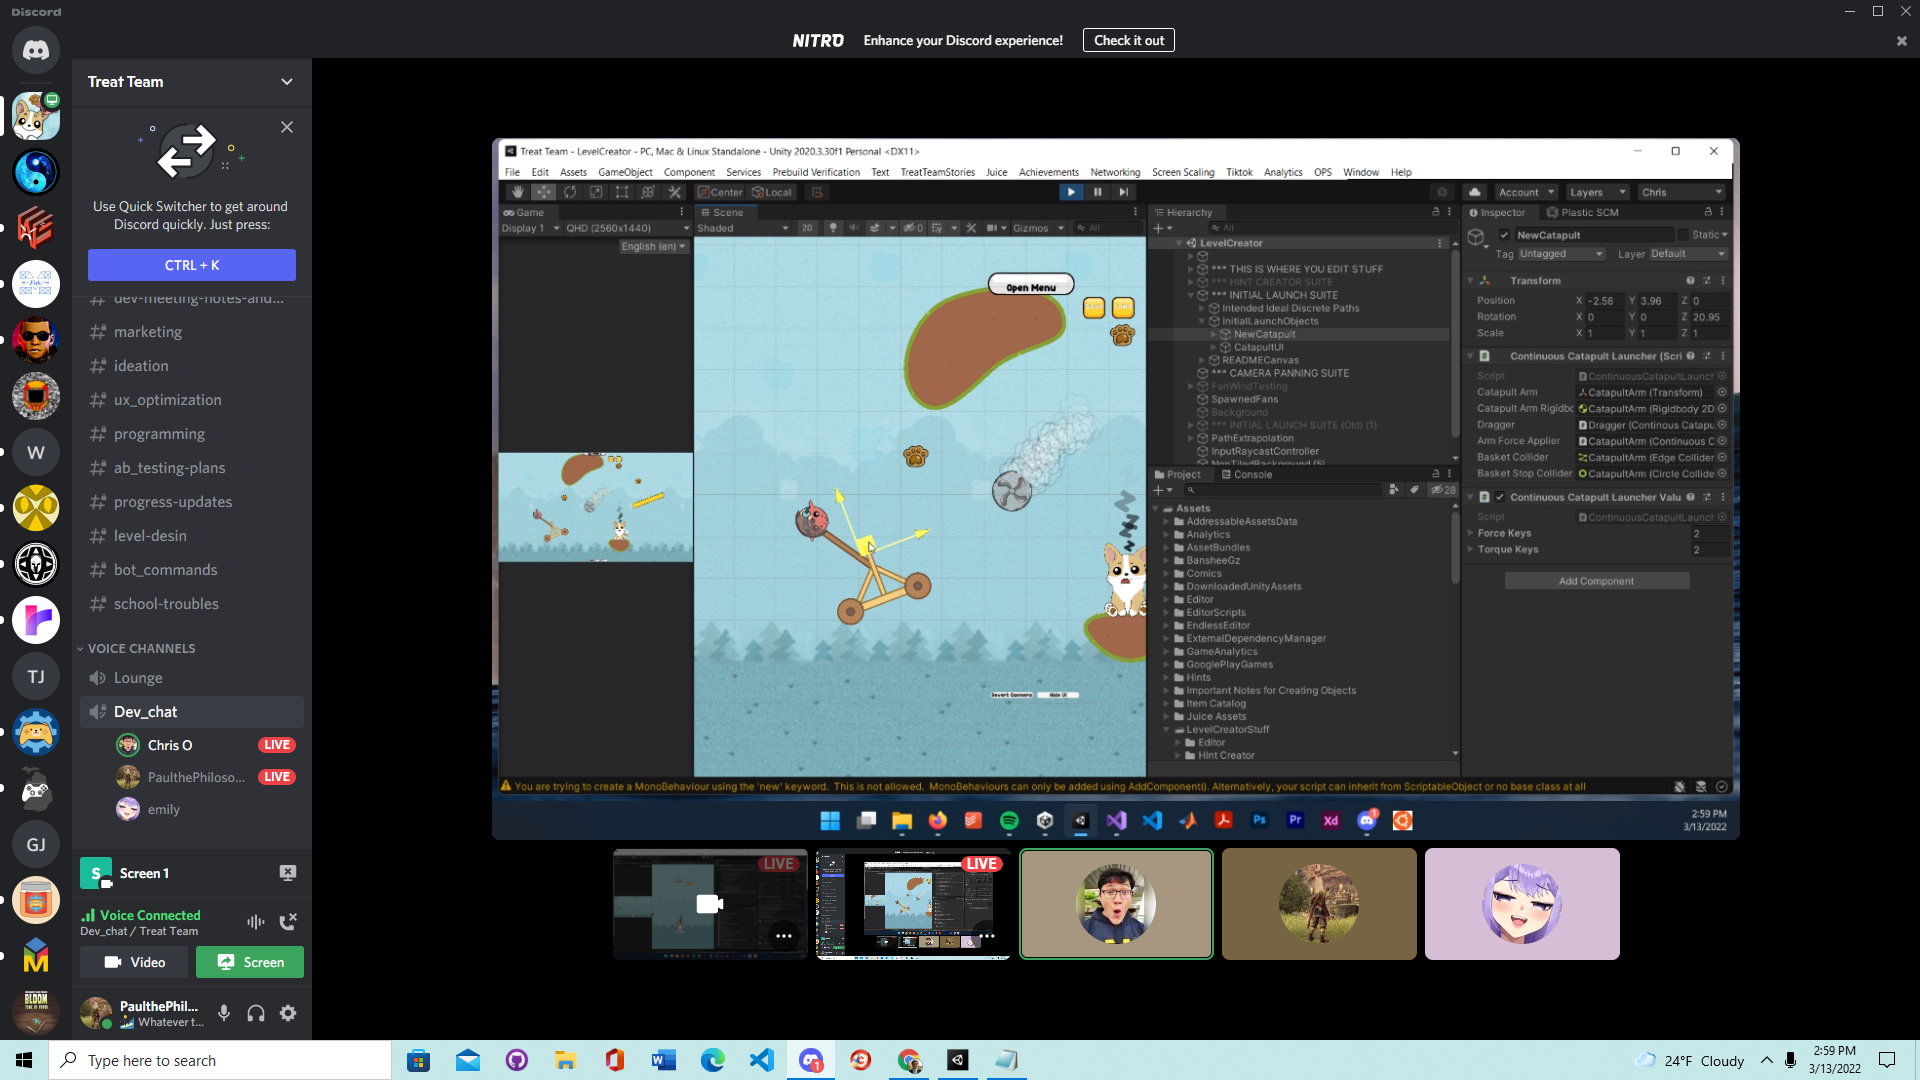 Discord
NITRO Enhance your Discord experience! Check it out
Treat Team
Use Quick Switcher to get around
Discord quickly. Just press:
CTRL + K
dev-meeting-notes-and...
marketing
ideation
ux_optimization
programming
ab_testing-plans
progress-updates
level-desin
bot_commands
school-troubles
VOICE CHANNELS
Lounge
Dev_chat
Chris O LIVE
PaulthePhiloso... LIVE
emily
W
TJ
GJ
BLOOM
S Screen 1
Voice Connected
Dev_chat / Treat Team
Video Screen
PaulthePhil...
Whatever t...
Treat Team - LevelCreator - PC, Mac & Linux Standalone - Unity 2020.3.30f1 Personal <DX11>
File Edit Assets GameObject Component Services Prebuild Verification Text TreatTeamStories Juice Achievements Networking Screen Scaling Tiktok Analytics OPS Window Help
Center Local Account Layers Chris
Game
Display 1 QHD (2560x1440)
English (en)
Scene
Shaded 2D 0 Gizmos All
Open Menu
Revert Gamera Hide UI
Hierarchy
All
LevelCreator
*** THIS IS WHERE YOU EDIT STUFF
*** HINT CREATOR SUITE
*** INITIAL LAUNCH SUITE
Intended Ideal Discrete Paths
InitialLaunchObjects
NewCatapult
CatapultUI
READMECanvas
*** CAMERA PANNING SUITE
FanWindTesting
SpawnedFans
Background
*** INITIAL LAUNCH SUITE (Old) (1)
PathExtrapolation
InputRaycastController
NonTiledBackground (5)
Project Console
28
Assets
AddressableAssetsData
Analytics
AssetBundles
BansheeGz
Comics
DownloadedUnityAssets
Editor
EditorScripts
EndlessEditor
ExternalDependencyManager
GameAnalytics
GooglePlayGames
Hints
Important Notes for Creating Objects
Item Catalog
Juice Assets
LevelCreatorStuff
Editor
Hint Creator
Inspector Plastic SCM
NewCatapult Static
Tag Untagged Layer Default
Transform
Position X -2.56 Y 3.96 Z 0
Rotation X 0 Y 0 Z 20.95
Scale X 1 Y 1 Z 1
Continuous Catapult Launcher (Scri
Script ContinuousCatapultLaunch
Catapult Arm CatapultArm (Transform)
Catapult Arm Rigidbo CatapultArm (Rigidbody 2D
Dragger Dragger (Continous Catapu
Arm Force Applier CatapultArm (Continuous C
Basket Collider CatapultArm (Edge Collider
Basket Stop Collider CatapultArm (Circle Collide
Continuous Catapult Launcher Valu
Script ContinuousCatapultLaunch
Force Keys 2
Torque Keys 2
Add Component
You are trying to create a MonoBehaviour using the 'new' keyword. This is not allowed. MonoBehaviours can only be added using AddComponent(). Alternatively, your script can inherit from ScriptableObject or no base class at all
Ps Pr Xd
2:59 PM
3/13/2022
LIVE
LIVE
Type here to search
24°F Cloudy
2:59 PM
3/13/2022